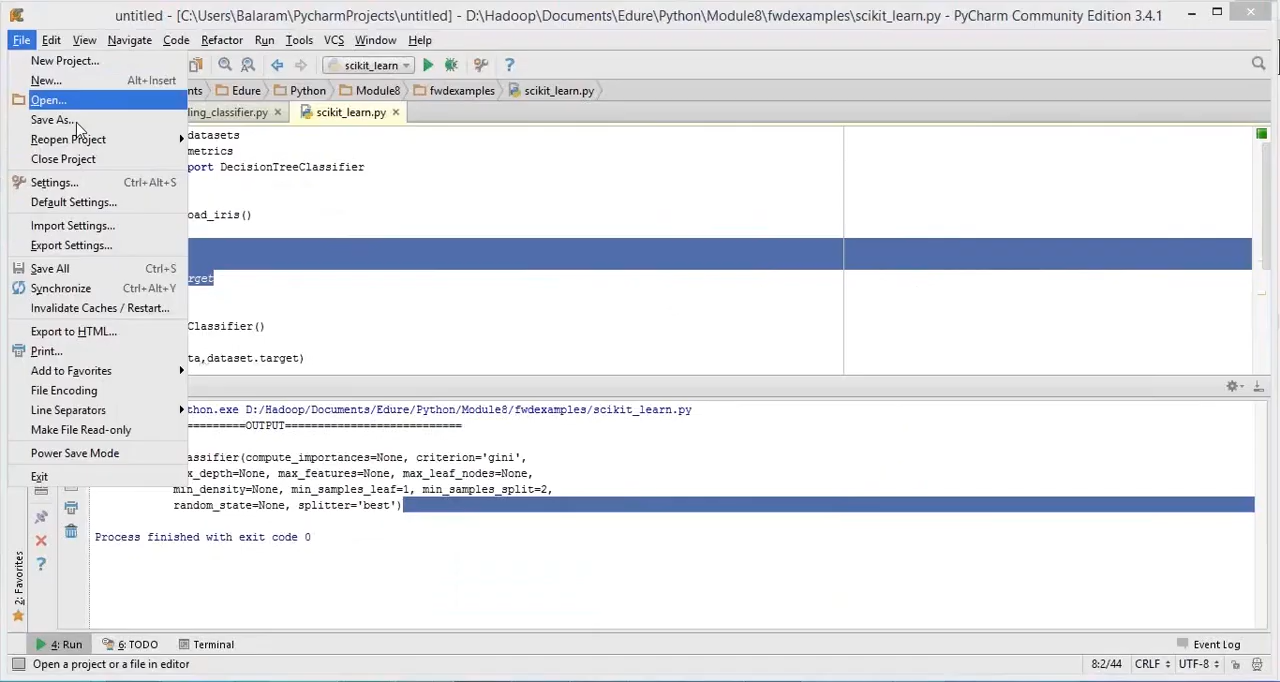 untitled - [C:\Users\Balaram\PycharmProjects\untitled] - D:\Hadoop\Documents\Edure\Python\Module8\fwdexamples\scikit_learn.py - PyCharm Community Edition 3.4.1
File Edit View Navigate Code Refactor Run Tools VCS Window Help
New Project...
scikit_learn
New... Alt+Insert
nts Edure Python Module8 fwdexamples scikit_learn.py
Open...
ling_classifier.py scikit_learn.py
Save As...
Reopen Project
Close Project
Settings... Ctrl+Alt+S
Default Settings...
Import Settings...
Export Settings...
Save All Ctrl+S
Synchronize Ctrl+Alt+Y
Invalidate Caches / Restart...
Export to HTML...
Print...
Add to Favorites
File Encoding
Line Separators
Make File Read-only
Power Save Mode
Exit
datasets
metrics
port DecisionTreeClassifier
oad_iris()
rget
Classifier()
ta,dataset.target)
thon.exe D:/Hadoop/Documents/Edure/Python/Module8/fwdexamples/scikit_learn.py
=========OUTPUT===========================
lassifier(compute_importances=None, criterion='gini',
x_depth=None, max_features=None, max_leaf_nodes=None,
min_density=None, min_samples_leaf=1, min_samples_split=2,
random_state=None, splitter='best')
Process finished with exit code 0
2: Favorites
4: Run 6: TODO Terminal Event Log
Open a project or a file in editor 8:2/44 CRLF UTF-8